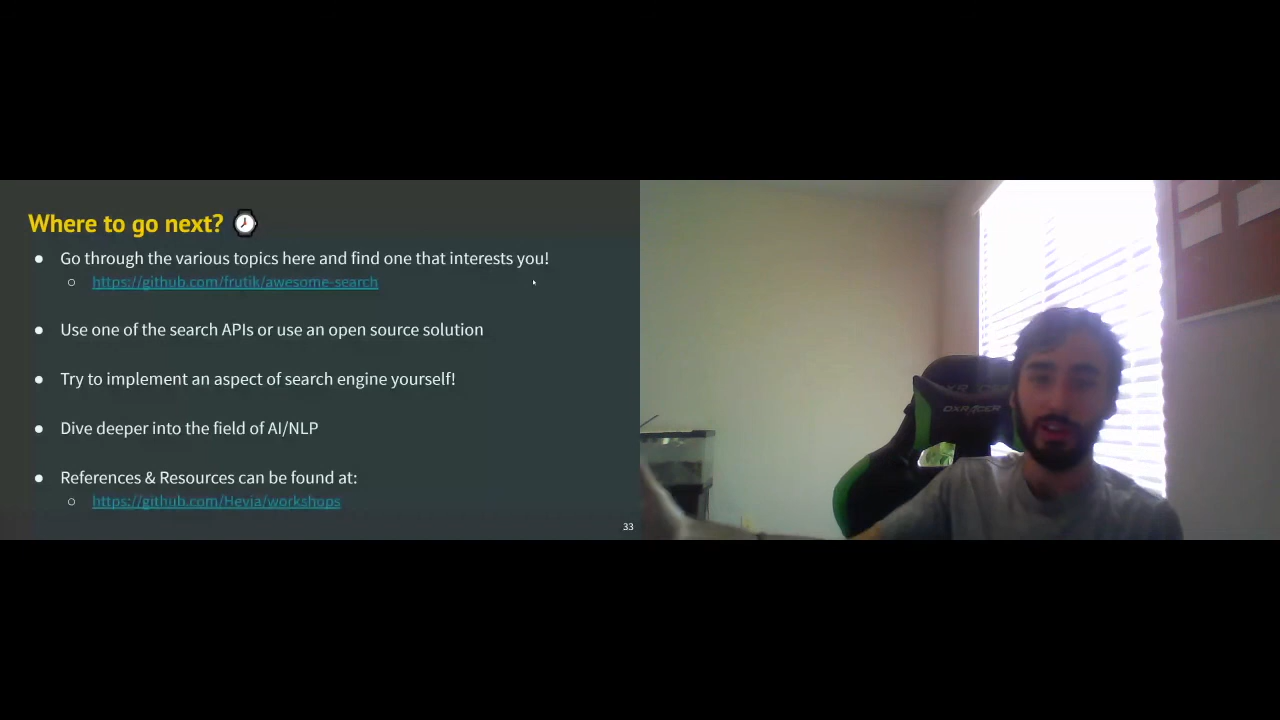 Where to go next?
● Go through the various topics here and find one that interests you!
○ https://github.com/frutik/awesome-search
● Use one of the search APIs or use an open source solution
● Try to implement an aspect of search engine yourself!
● Dive deeper into the field of AI/NLP
● References & Resources can be found at:
○ https://github.com/Hevia/workshops
33
DXRACER